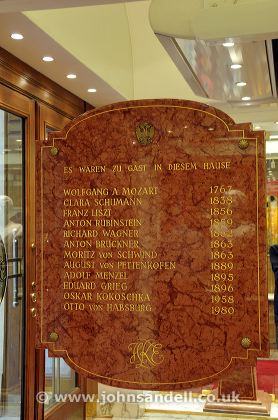 ES WAREN ZU GAST IN DIESEM HAUSE
WOLFGANG A MOZART 1767
CLARA SCHUMANN 1838
FRANZ LISZT 1856
ANTON RUBINSTEIN 1889
RICHARD WAGNER 1862
ANTON BRUCKNER 1863
MORITZ VON SCHWIND 1863
AUGUST VON PETTENKOFEN 1889
ADOLF MENZEL 1895
EDUARD GRIEG 1896
OSKAR KOKOSCHKA 1958
OTTO VON HABSBURG 1980
© www.johnsandell.co.uk